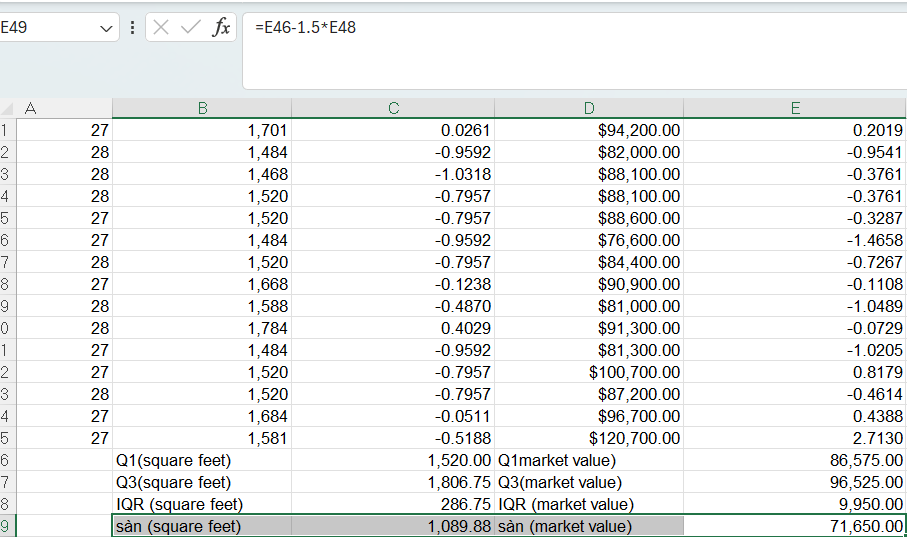 E49 fx =E46-1.5*E48
A B C D E
1 27 1,701 0.0261 $94,200.00 0.2019
2 28 1,484 -0.9592 $82,000.00 -0.9541
3 28 1,468 -1.0318 $88,100.00 -0.3761
4 28 1,520 -0.7957 $88,100.00 -0.3761
5 27 1,520 -0.7957 $88,600.00 -0.3287
6 27 1,484 -0.9592 $76,600.00 -1.4658
7 28 1,520 -0.7957 $84,400.00 -0.7267
8 27 1,668 -0.1238 $90,900.00 -0.1108
9 28 1,588 -0.4870 $81,000.00 -1.0489
0 28 1,784 0.4029 $91,300.00 -0.0729
1 27 1,484 -0.9592 $81,300.00 -1.0205
2 27 1,520 -0.7957 $100,700.00 0.8179
3 28 1,520 -0.7957 $87,200.00 -0.4614
4 27 1,684 -0.0511 $96,700.00 0.4388
5 27 1,581 -0.5188 $120,700.00 2.7130
6 Q1(square feet) 1,520.00 Q1market value) 86,575.00
7 Q3(square feet) 1,806.75 Q3(market value) 96,525.00
8 IQR (square feet) 286.75 IQR (market value) 9,950.00
9 sàn (square feet) 1,089.88 sàn (market value) 71,650.00